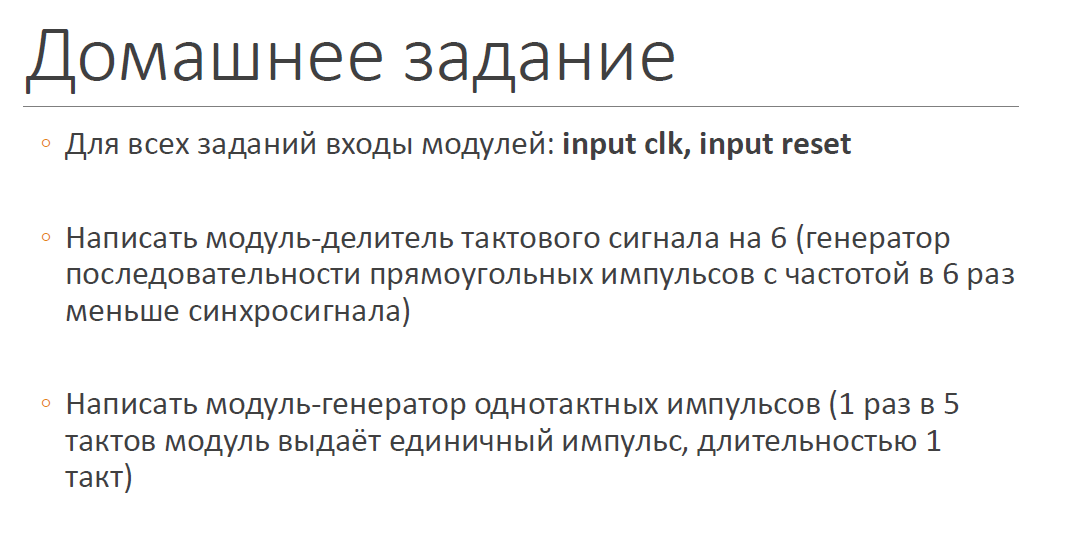 Домашнее задание
◦ Для всех заданий входы модулей: input clk, input reset
◦ Написать модуль-делитель тактового сигнала на 6 (генератор
последовательности прямоугольных импульсов с частотой в 6 раз
меньше синхросигнала)
◦ Написать модуль-генератор однотактных импульсов (1 раз в 5
тактов модуль выдаёт единичный импульс, длительностью 1
такт)